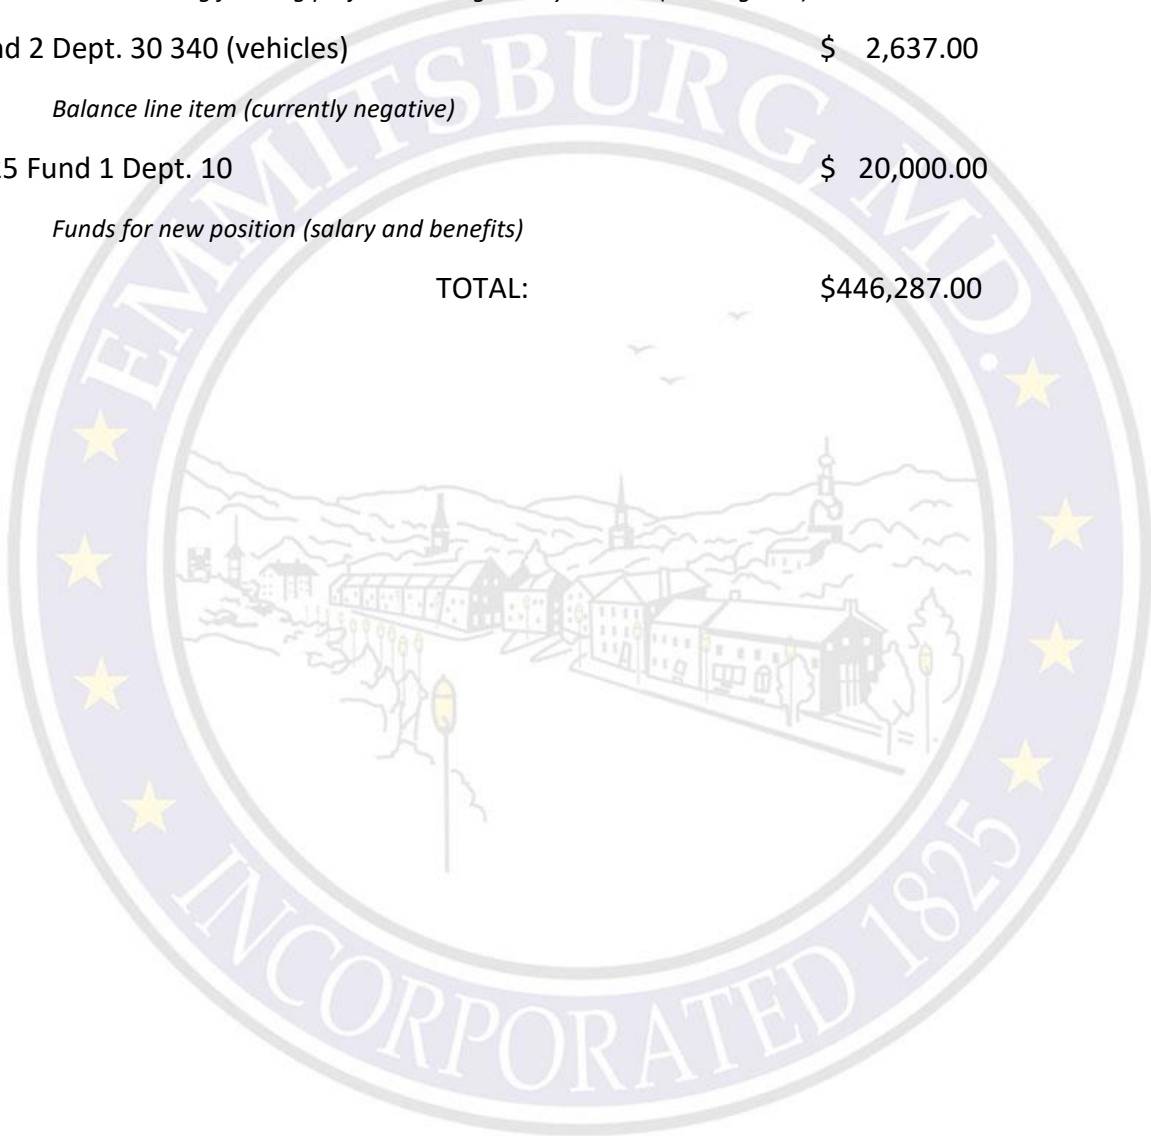 nd 2 Dept. 30 340 (vehicles) $ 2,637.00
Balance line item (currently negative)
25 Fund 1 Dept. 10 $ 20,000.00
Funds for new position (salary and benefits)
TOTAL: $446,287.00
EMMITSBURG, MD.
INCORPORATED 1825